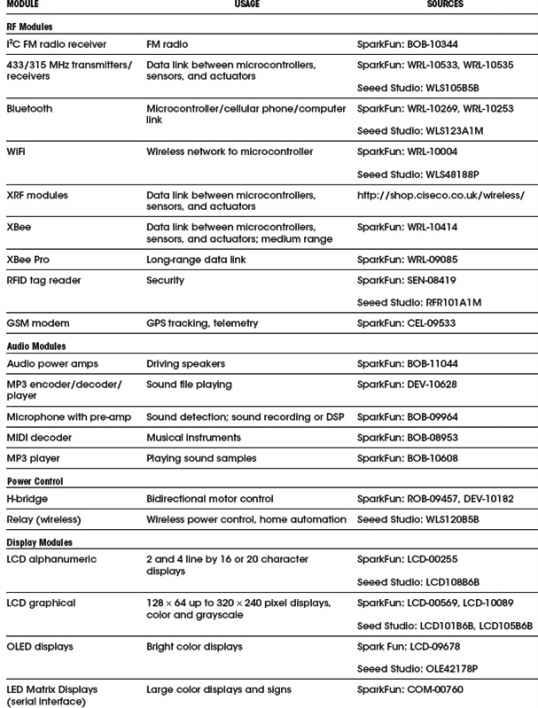 MODULE USAGE SOURCES
RF Modules
I²C FM radio receiver FM radio SparkFun: BOB-10344
433/315 MHz transmitters/ Data link between microcontrollers, SparkFun: WRL-10533, WRL-10535
receivers sensors, and actuators
Seeed Studio: WLS105B5B
Bluetooth Microcontroller/cellular phone/computer SparkFun: WRL-10269, WRL-10253
link
Seeed Studio: WLS123A1M
WiFi Wireless network to microcontroller SparkFun: WRL-10004
Seeed Studio: WLS48188P
XRF modules Data link between microcontrollers, http://shop.ciseco.co.uk/wireless/
sensors, and actuators
XBee Data link between microcontrollers, SparkFun: WRL-10414
sensors, and actuators; medium range
XBee Pro Long-range data link SparkFun: WRL-09085
RFID tag reader Security SparkFun: SEN-08419
Seeed Studio: RFR101A1M
GSM modem GPS tracking, telemetry SparkFun: CEL-09533
Audio Modules
Audio power amps Driving speakers SparkFun: BOB-11044
MP3 encoder/decoder/ Sound file playing SparkFun: DEV-10628
player
Microphone with pre-amp Sound detection; sound recording or DSP SparkFun: BOB-09964
MIDI decoder Musical instruments SparkFun: BOB-08953
MP3 player Playing sound samples SparkFun: BOB-10608
Power Control
H-bridge Bidirectional motor control SparkFun: ROB-09457, DEV-10182
Relay (wireless) Wireless power control, home automation Seeed Studio: WLS120B5B
Display Modules
LCD alphanumeric 2 and 4 line by 16 or 20 character SparkFun: LCD-00255
displays
Seeed Studio: LCD108B6B
LCD graphical 128 × 64 up to 320 × 240 pixel displays, SparkFun: LCD-00569, LCD-10089
color and grayscale
Seed Studio: LCD101B6B, LCD105B6B
OLED displays Bright color displays Spark Fun: LCD-09678
Seeed Studio: OLE42178P
LED Matrix Displays Large color displays and signs SparkFun: COM-00760
(serial interface)